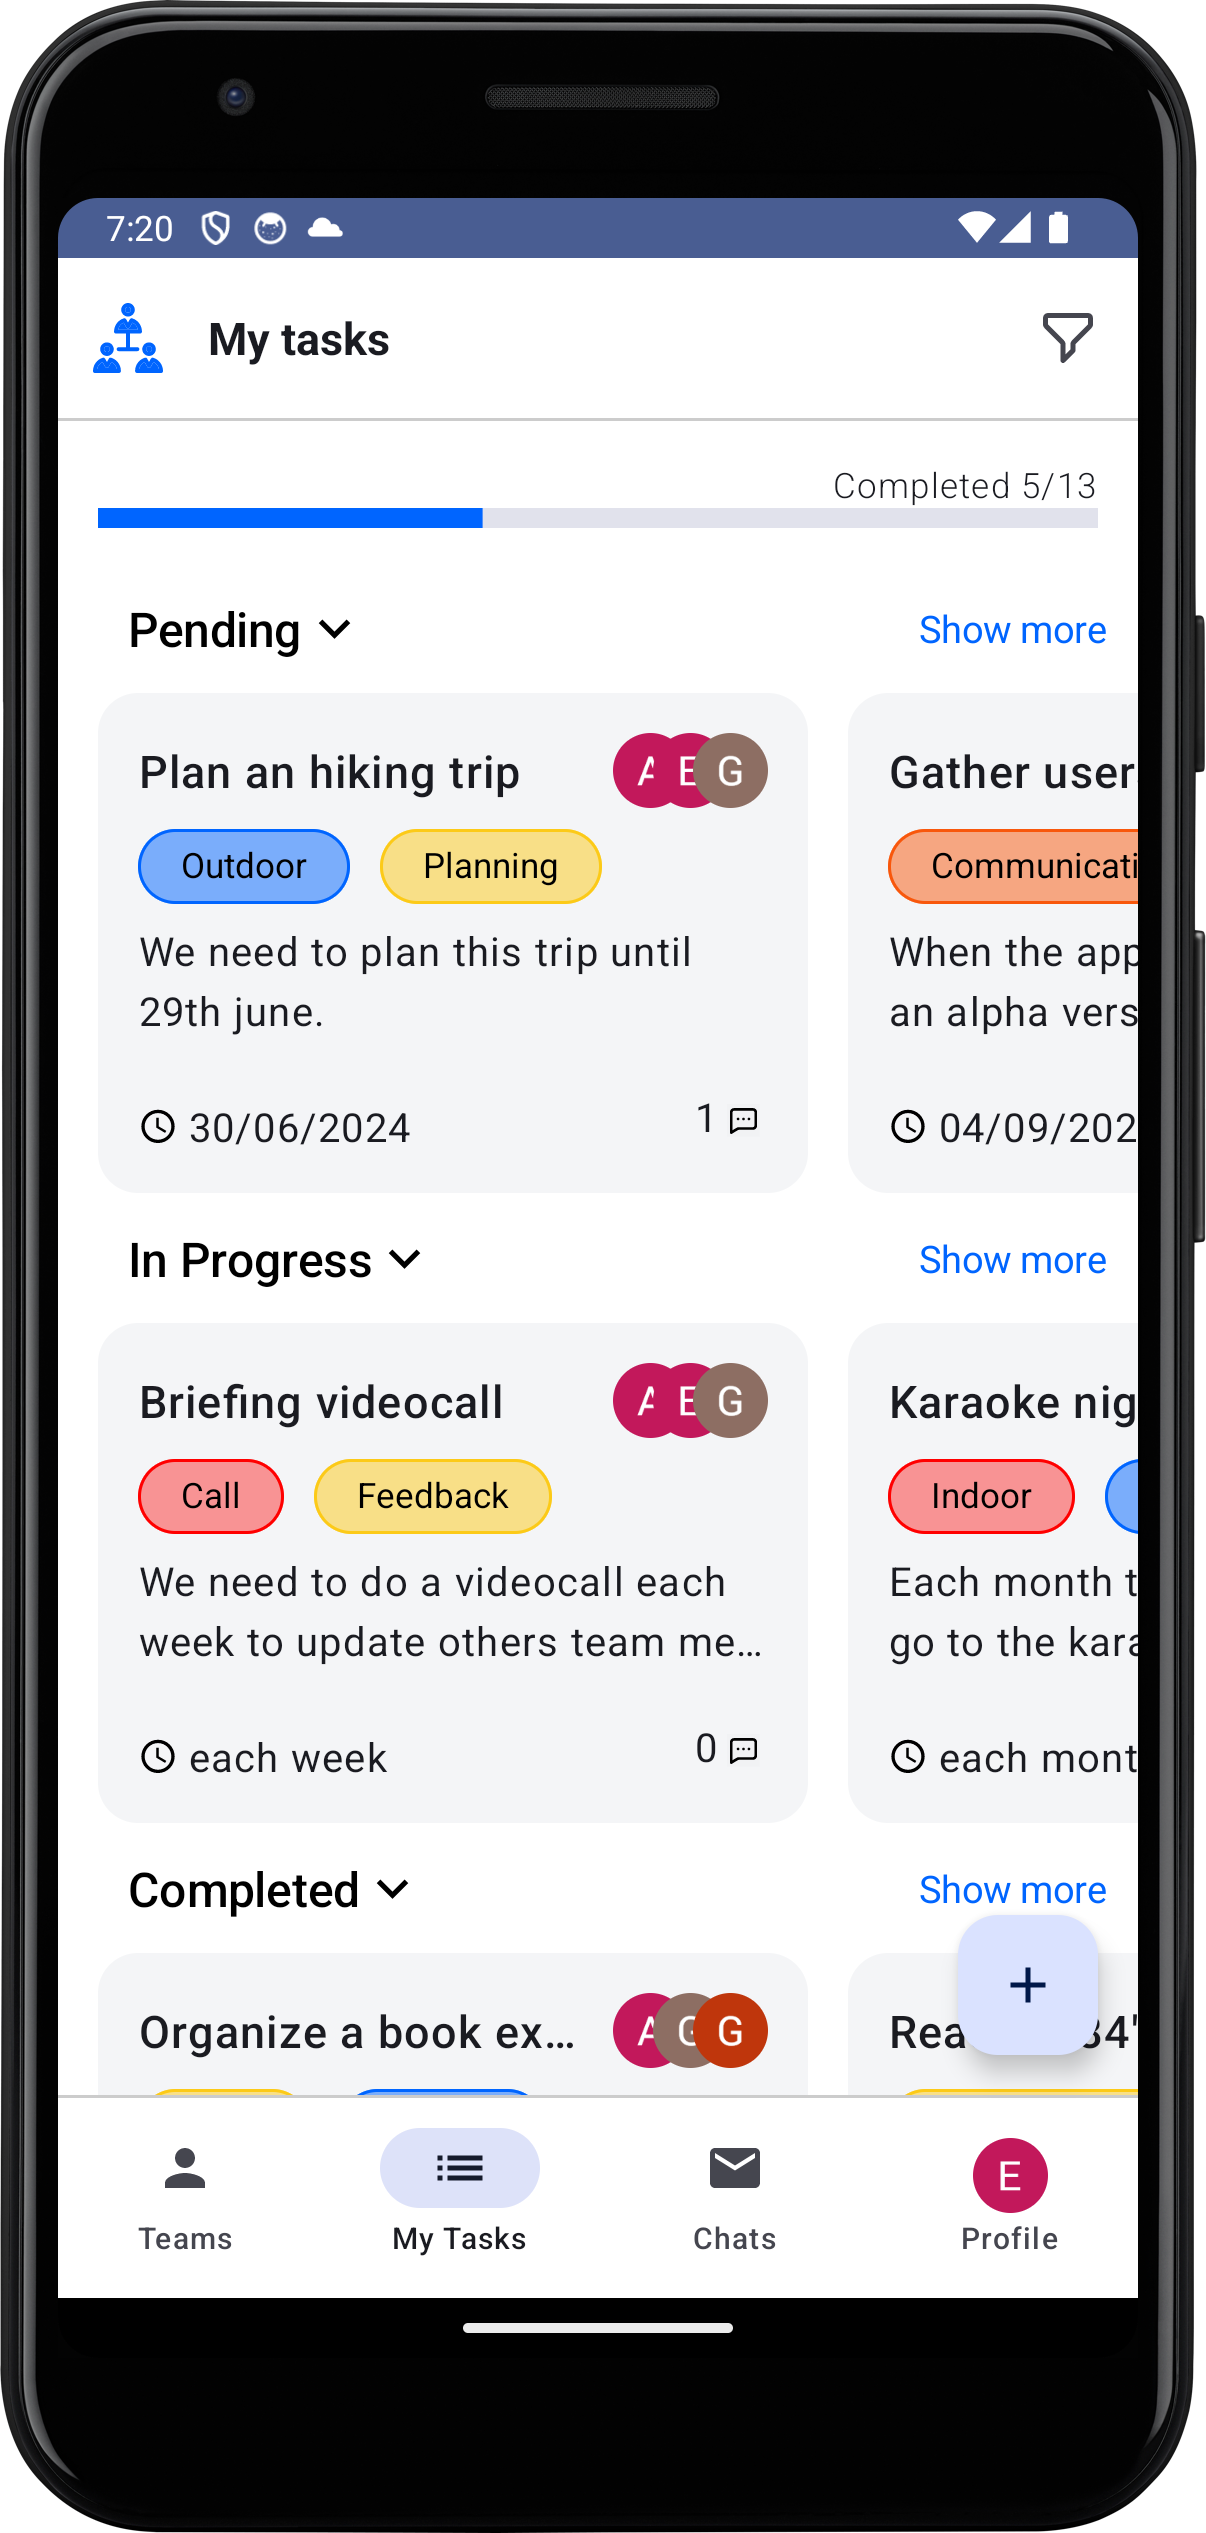 7:20
My tasks
Completed 5/13
Pending
Show more
Plan an hiking trip
A E G
Outdoor
Planning
We need to plan this trip until
29th june.
30/06/2024
1
Gather user
Communicati
When the app
an alpha vers
04/09/202
In Progress
Show more
Briefing videocall
A E G
Call
Feedback
We need to do a videocall each
week to update others team me...
each week
0
Karaoke nig
Indoor
Each month t
go to the kara
each mont
Completed
Show more
Organize a book ex...
A G G
Rea 34'
Teams
My Tasks
Chats
E
Profile